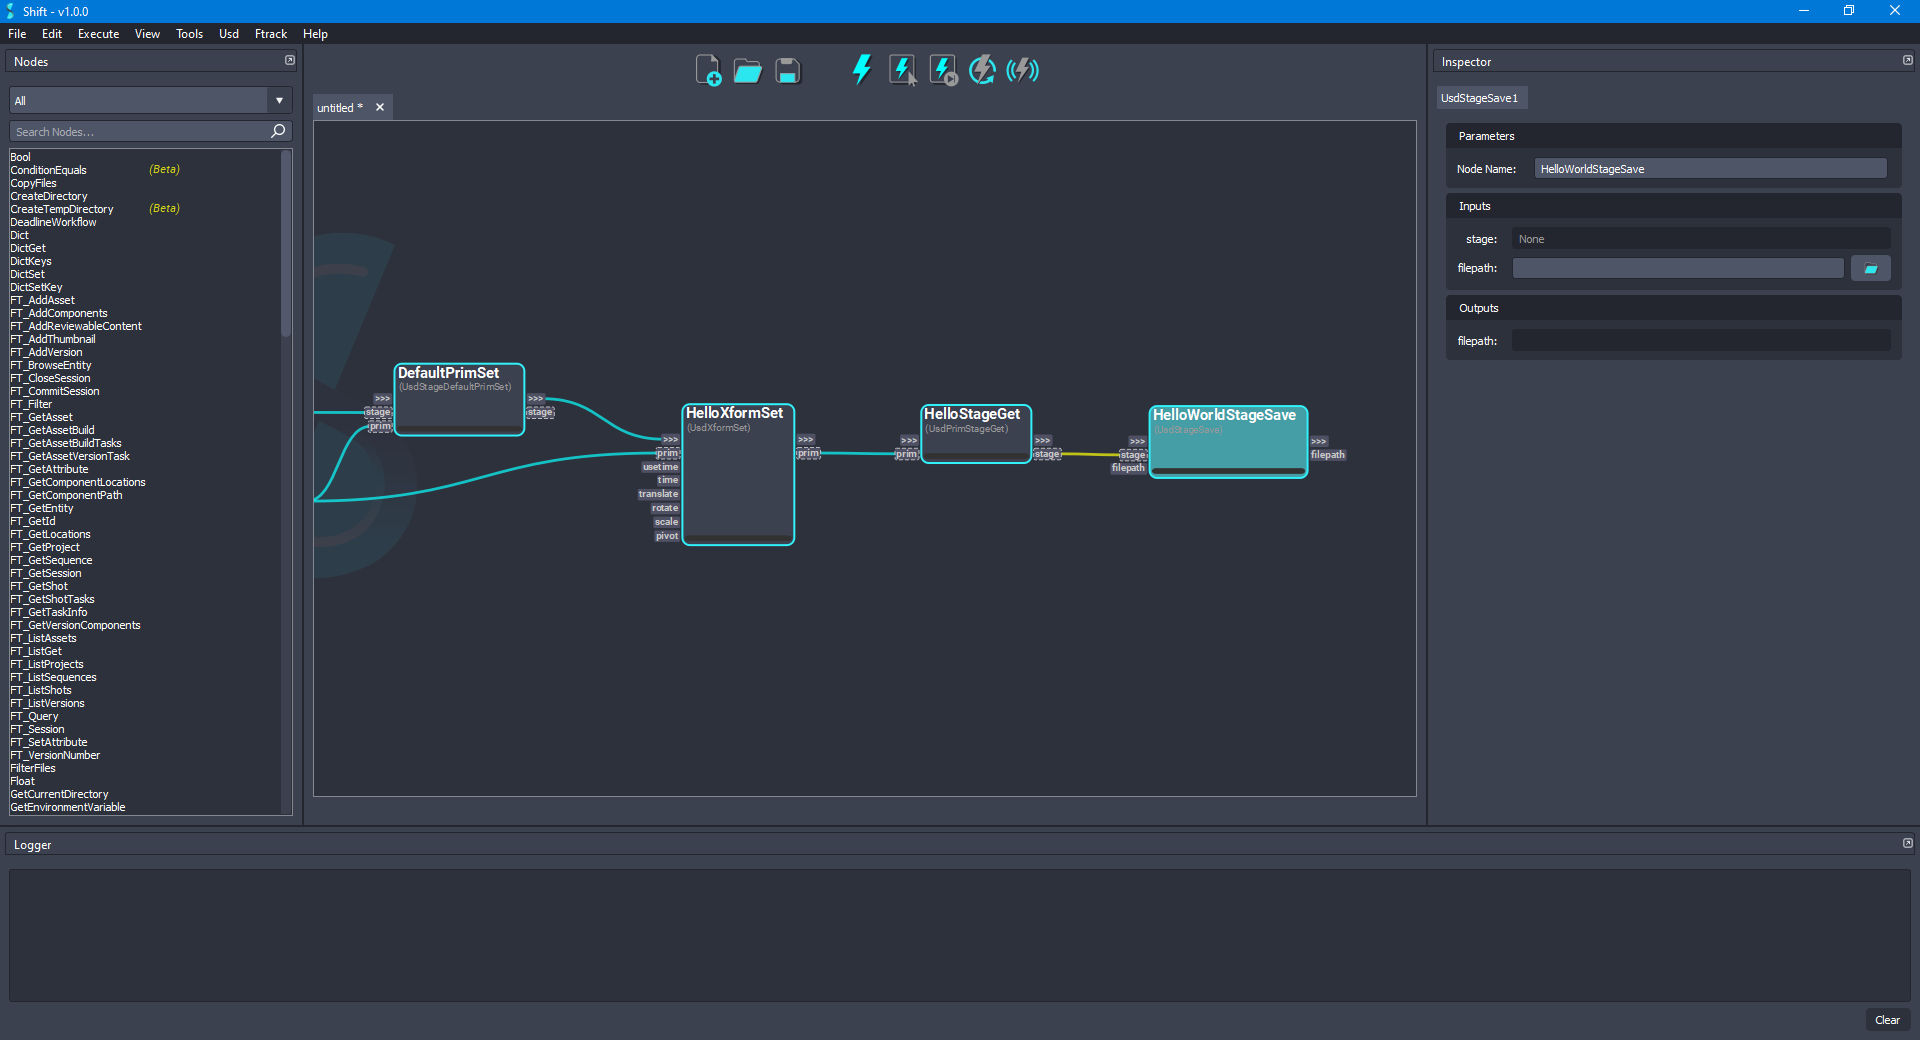 Shift - v1.0.0
File Edit Execute View Tools Usd Ftrack Help
Nodes
All
Search Nodes...
Bool
ConditionEquals (Beta)
CopyFiles
CreateDirectory
CreateTempDirectory (Beta)
DeadlineWorkflow
Dict
DictGet
DictKeys
DictSet
DictSetKey
FT_AddAsset
FT_AddComponents
FT_AddReviewableContent
FT_AddThumbnail
FT_AddVersion
FT_BrowseEntity
FT_CloseSession
FT_CommitSession
FT_Filter
FT_GetAsset
FT_GetAssetBuild
FT_GetAssetBuildTasks
FT_GetAssetVersionTask
FT_GetAttribute
FT_GetComponentLocations
FT_GetComponentPath
FT_GetEntity
FT_GetId
FT_GetLocations
FT_GetProject
FT_GetSequence
FT_GetSession
FT_GetShot
FT_GetShotTasks
FT_GetTaskInfo
FT_GetVersionComponents
FT_ListAssets
FT_ListGet
FT_ListProjects
FT_ListSequences
FT_ListShots
FT_ListVersions
FT_Query
FT_Session
FT_SetAttribute
FT_VersionNumber
FilterFiles
Float
GetCurrentDirectory
GetEnvironmentVariable
untitled *
DefaultPrimSet
(UsdStageDefaultPrimSet)
>>> >>>
stage stage
prim
HelloXformSet
(UsdXformSet)
>>> >>>
prim prim
usetime
time
translate
rotate
scale
pivot
HelloStageGet
(UsdPrimStageGet)
>>> >>>
prim stage
HelloWorldStageSave
(UsdStageSave)
>>> >>>
stage filepath
filepath
Inspector
UsdStageSave1
Parameters
Node Name: HelloWorldStageSave
Inputs
stage: None
filepath:
Outputs
filepath:
Logger
Clear